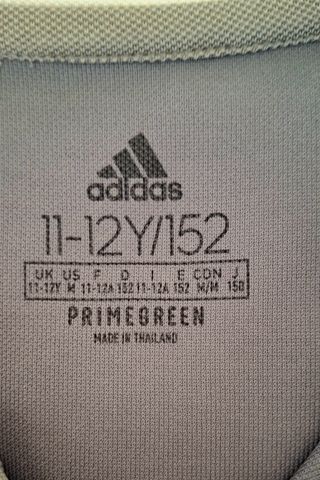 adidas
11-12Y/152
UK US F D I E CDN J
11-12Y M 11-12A 152 11-12A 152 M/M 150
PRIMEGREEN
MADE IN THAILAND